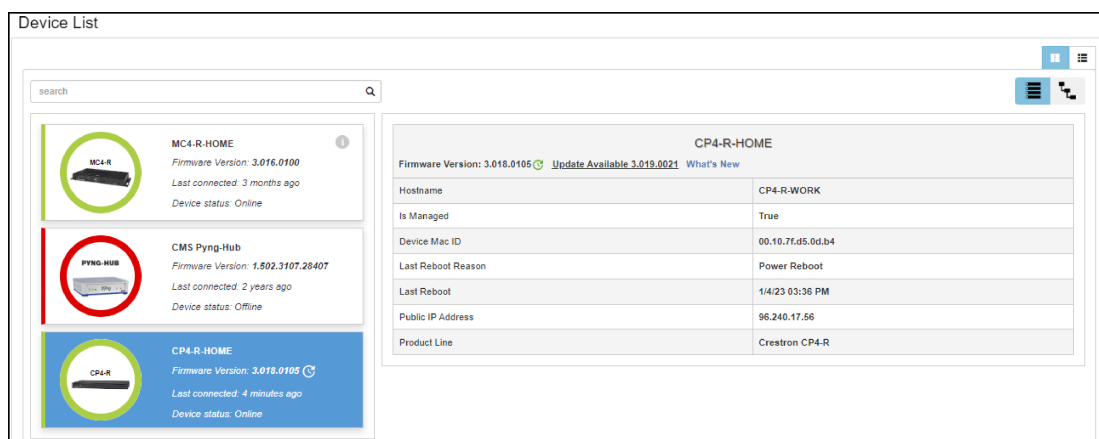 Device List
search
MC4-R
MC4-R-HOME
Firmware Version: 3.016.0100
Last connected: 3 months ago
Device status: Online
PYNG-HUB
CMS Pyng-Hub
Firmware Version: 1.502.3107.28407
Last connected: 2 years ago
Device status: Offline
CP4-R
CP4-R-HOME
Firmware Version: 3.018.0105
Last connected: 4 minutes ago
Device status: Online
CP4-R-HOME
Firmware Version: 3.018.0105 Update Available 3.019.0021 What's New
Hostname CP4-R-WORK
Is Managed True
Device Mac ID 00.10.7f.d5.0d.b4
Last Reboot Reason Power Reboot
Last Reboot 1/4/23 03:36 PM
Public IP Address 96.240.17.56
Product Line Crestron CP4-R